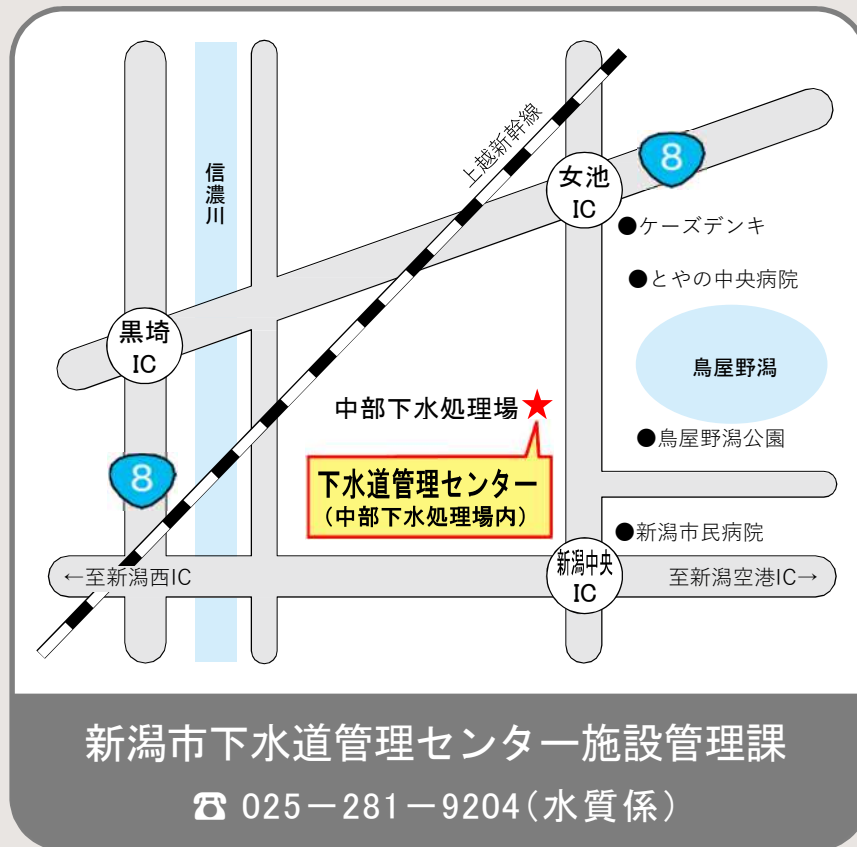 上越新幹線
8
信濃川
女池
IC
●ケーズデンキ
●とやの中央病院
黒埼
IC
鳥屋野潟
中部下水処理場★
●鳥屋野潟公園
8
下水道管理センター
(中部下水処理場内)
●新潟市民病院
←至新潟西IC
新潟中央
IC
至新潟空港IC→
新潟市下水道管理センター施設管理課
☎ 025－281－9204(水質係)